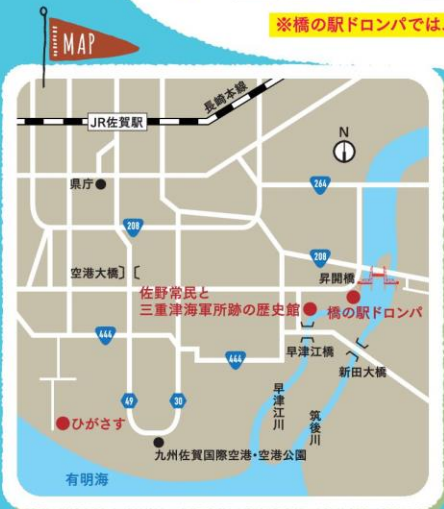 MAP
※橋の駅ドロンパでは、
JR佐賀駅
長崎本線
N
県庁
264
208
208
昇開橋
空港大橋
佐野常民と
三重津海軍所跡の歴史館
橋の駅ドロンパ
444
早津江橋
444
新田大橋
49
30
早津江川
筑後川
ひがさす
九州佐賀国際空港・空港公園
有明海